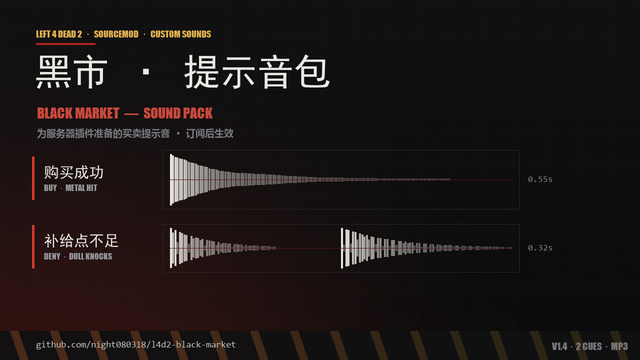 LEFT 4 DEAD 2 · SOURCEMOD · CUSTOM SOUNDS
黑市 · 提示音包
BLACK MARKET — SOUND PACK
为服务器插件准备的买卖提示音 · 订阅后生效
购买成功
BUY · METAL HIT
0.55s
补给点不足
DENY · DULL KNOCKS
0.32s
github.com/night080318/l4d2-black-market
V1.4 · 2 CUES · MP3